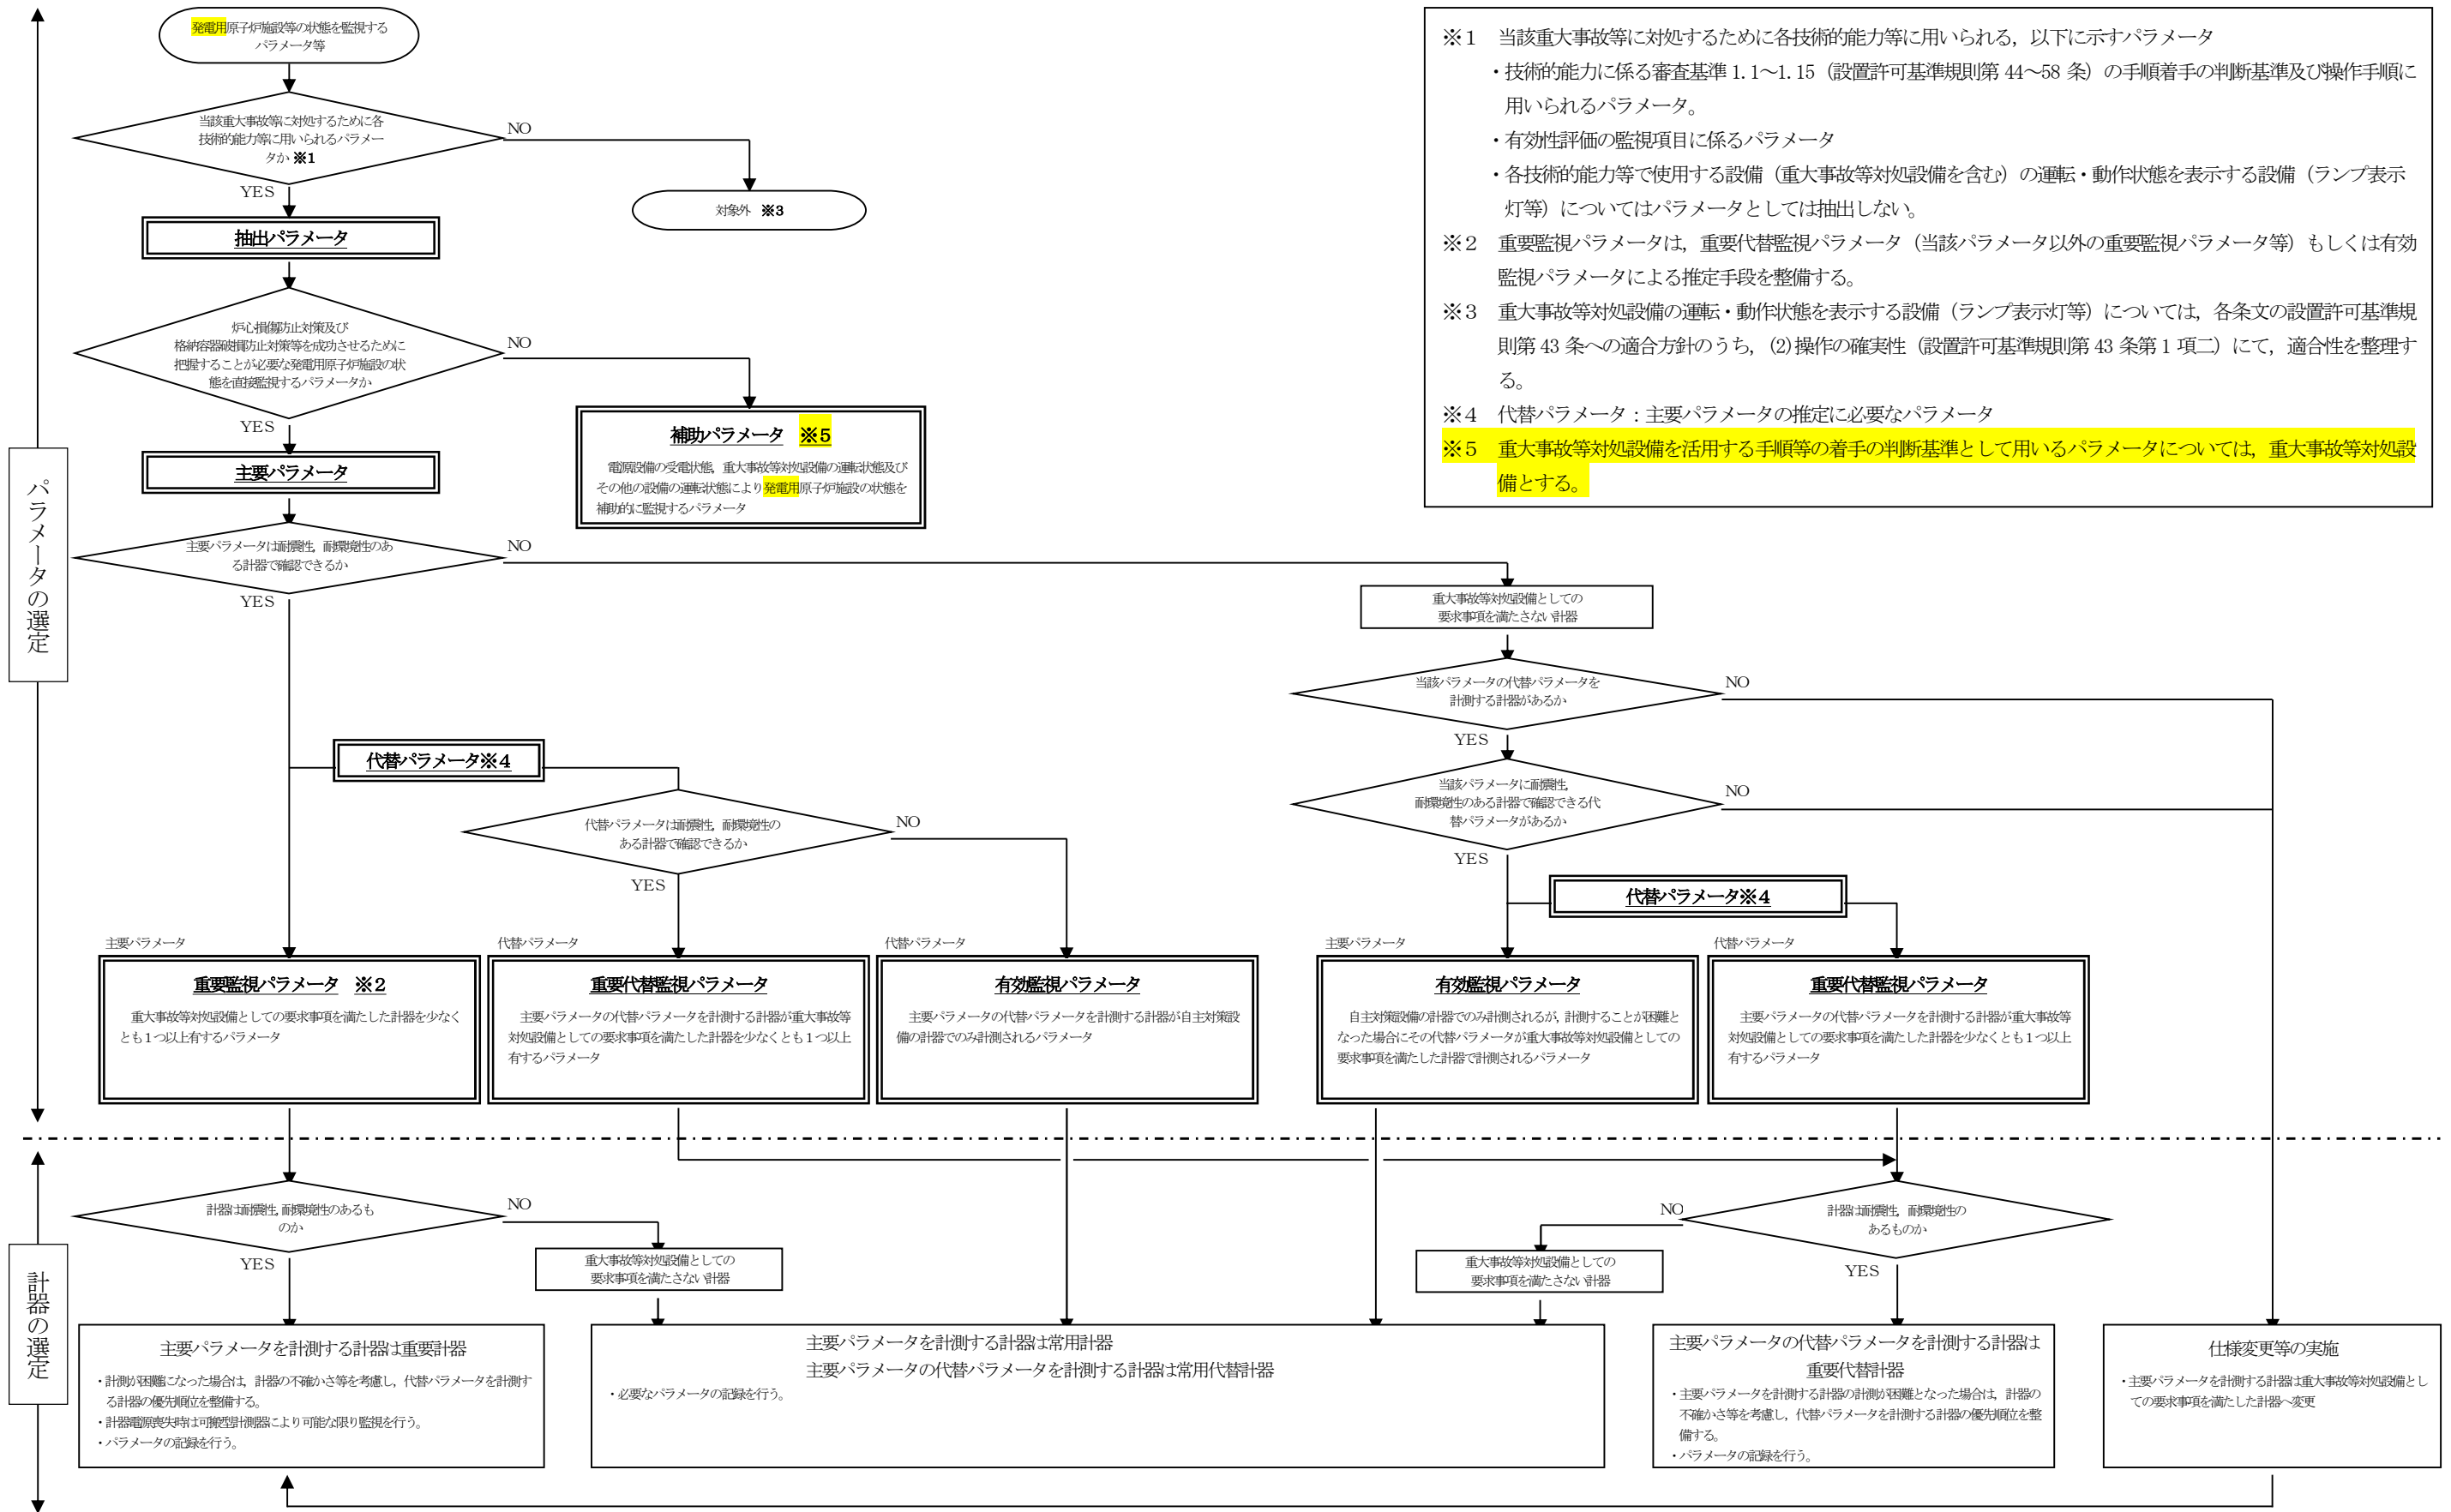 発電用原子炉施設等の状態を監視する
パラメータ等
当該重大事故等に対処するために各
技術的能力等に用いられるパラメー
タか ※1
NO
YES
対象外 ※3
抽出パラメータ
炉心損傷防止対策及び
格納容器破損防止対策等を成功させるために
把握することが必要な発電用原子炉施設の状
態を直接監視するパラメータか
NO
YES
補助パラメータ ※5
電源設備の受電状態，重大事故等対処設備の運転状態及び
その他の設備の運転状態により発電用原子炉施設の状態を
補助的に監視するパラメータ
主要パラメータ
主要パラメータは耐震性，耐環境性のあ
る計器で確認できるか
NO
YES
※１ 当該重大事故等に対処するために各技術的能力等に用いられる，以下に示すパラメータ
・技術的能力に係る審査基準 1.1～1.15（設置許可基準規則第 44～58 条）の手順着手の判断基準及び操作手順に
用いられるパラメータ。
・有効性評価の監視項目に係るパラメータ
・各技術的能力等で使用する設備（重大事故等対処設備を含む）の運転・動作状態を表示する設備（ランプ表示
灯等）についてはパラメータとしては抽出しない。
※２ 重要監視パラメータは，重要代替監視パラメータ（当該パラメータ以外の重要監視パラメータ等）もしくは有効
監視パラメータによる推定手段を整備する。
※３ 重大事故等対処設備の運転・動作状態を表示する設備（ランプ表示灯等）については，各条文の設置許可基準規
則第 43 条への適合方針のうち，(2)操作の確実性（設置許可基準規則第 43 条第 1 項二）にて，適合性を整理す
る。
※４ 代替パラメータ：主要パラメータの推定に必要なパラメータ
※５ 重大事故等対処設備を活用する手順等の着手の判断基準として用いるパラメータについては，重大事故等対処設
備とする。
パラメータの選定
重大事故等対処設備としての
要求事項を満たさない計器
当該パラメータの代替パラメータを
計測する計器があるか
NO
YES
当該パラメータに耐震性，
耐環境性のある計器で確認できる代
替パラメータがあるか
NO
YES
代替パラメータ※4
代替パラメータは耐震性，耐環境性の
ある計器で確認できるか
NO
YES
代替パラメータ※4
主要パラメータ
重要監視パラメータ ※2
重大事故等対処設備としての要求事項を満たした計器を少なく
とも１つ以上有するパラメータ
代替パラメータ
重要代替監視パラメータ
主要パラメータの代替パラメータを計測する計器が重大事故等
対処設備としての要求事項を満たした計器を少なくとも１つ以上
有するパラメータ
代替パラメータ
有効監視パラメータ
主要パラメータの代替パラメータを計測する計器が自主対策設
備の計器でのみ計測されるパラメータ
主要パラメータ
有効監視パラメータ
自主対策設備の計器でのみ計測されるが，計測することが困難と
なった場合にその代替パラメータが重大事故等対処設備としての
要求事項を満たした計器で計測されるパラメータ
代替パラメータ
重要代替監視パラメータ
主要パラメータの代替パラメータを計測する計器が重大事故等
対処設備としての要求事項を満たした計器を少なくとも１つ以上
有するパラメータ
計器の選定
計器は耐震性，耐環境性のあるも
のか
NO
YES
重大事故等対処設備としての
要求事項を満たさない計器
計器は耐震性，耐環境性の
あるものか
NO
YES
重大事故等対処設備としての
要求事項を満たさない計器
主要パラメータを計測する計器は重要計器
・計測が困難になった場合は，計器の不確かさ等を考慮し，代替パラメータを計測す
る計器の優先順位を整備する。
・計器電源喪失時は可搬型計測器により可能な限り監視を行う。
・パラメータの記録を行う。
主要パラメータを計測する計器は常用計器
主要パラメータの代替パラメータを計測する計器は常用代替計器
・必要なパラメータの記録を行う。
主要パラメータの代替パラメータを計測する計器は
重要代替計器
・主要パラメータを計測する計器の計測が困難となった場合は，計器の
不確かさ等を考慮し，代替パラメータを計測する計器の優先順位を整
備する。
・パラメータの記録を行う。
仕様変更等の実施
・主要パラメータを計測する計器は重大事故等対処設備とし
ての要求事項を満たした計器へ変更